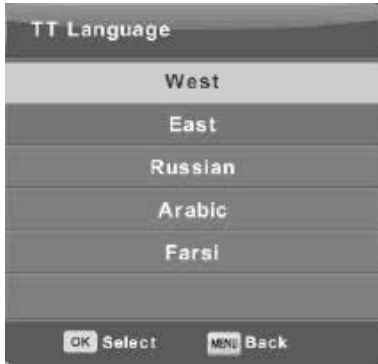 TT Language
West
East
Russian
Arabic
Farsi
OK Select MENU Back